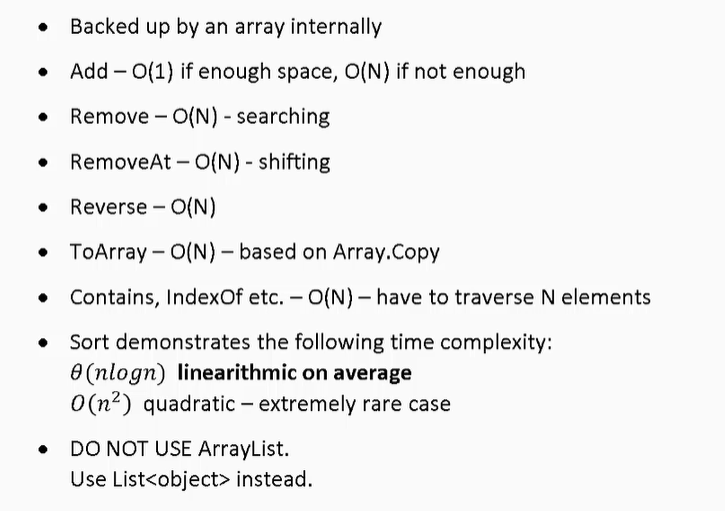 • Backed up by an array internally
• Add – O(1) if enough space, O(N) if not enough
• Remove – O(N) - searching
• RemoveAt – O(N) - shifting
• Reverse – O(N)
• ToArray – O(N) – based on Array.Copy
• Contains, IndexOf etc. – O(N) – have to traverse N elements
• Sort demonstrates the following time complexity:
θ(nlogn) linearithmic on average
O(n²) quadratic – extremely rare case
• DO NOT USE ArrayList.
Use List<object> instead.